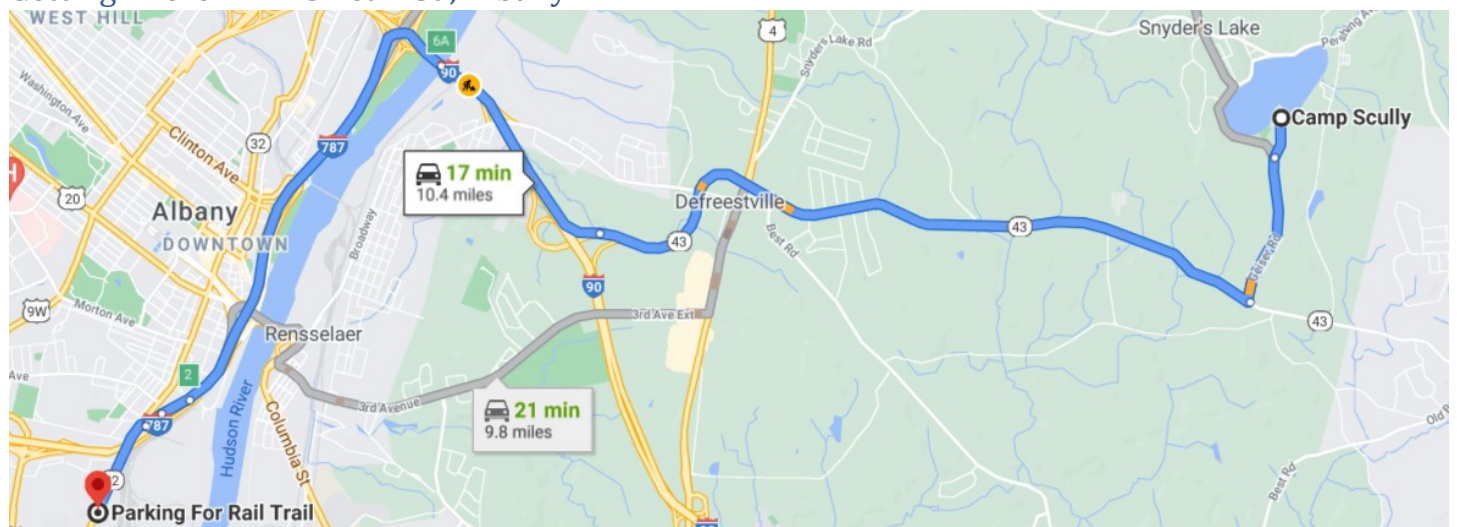 WEST HILL
6A
4
Snyder's Lake
Pershing Ave
Snyders Lake Rd
90
Washington Ave
Clinton Ave
32
787
Camp Scully
17 min
10.4 miles
20
Albany
DOWNTOWN
Broadway
Defreestville
43
43
Best Rd
Geiser Rd
90
9W
Morton Ave
Rensselaer
3rd Ave Ext
43
2
Ave
3rd Avenue
21 min
9.8 miles
787
Hudson River
Columbia St
Best Rd
Parking For Rail Trail